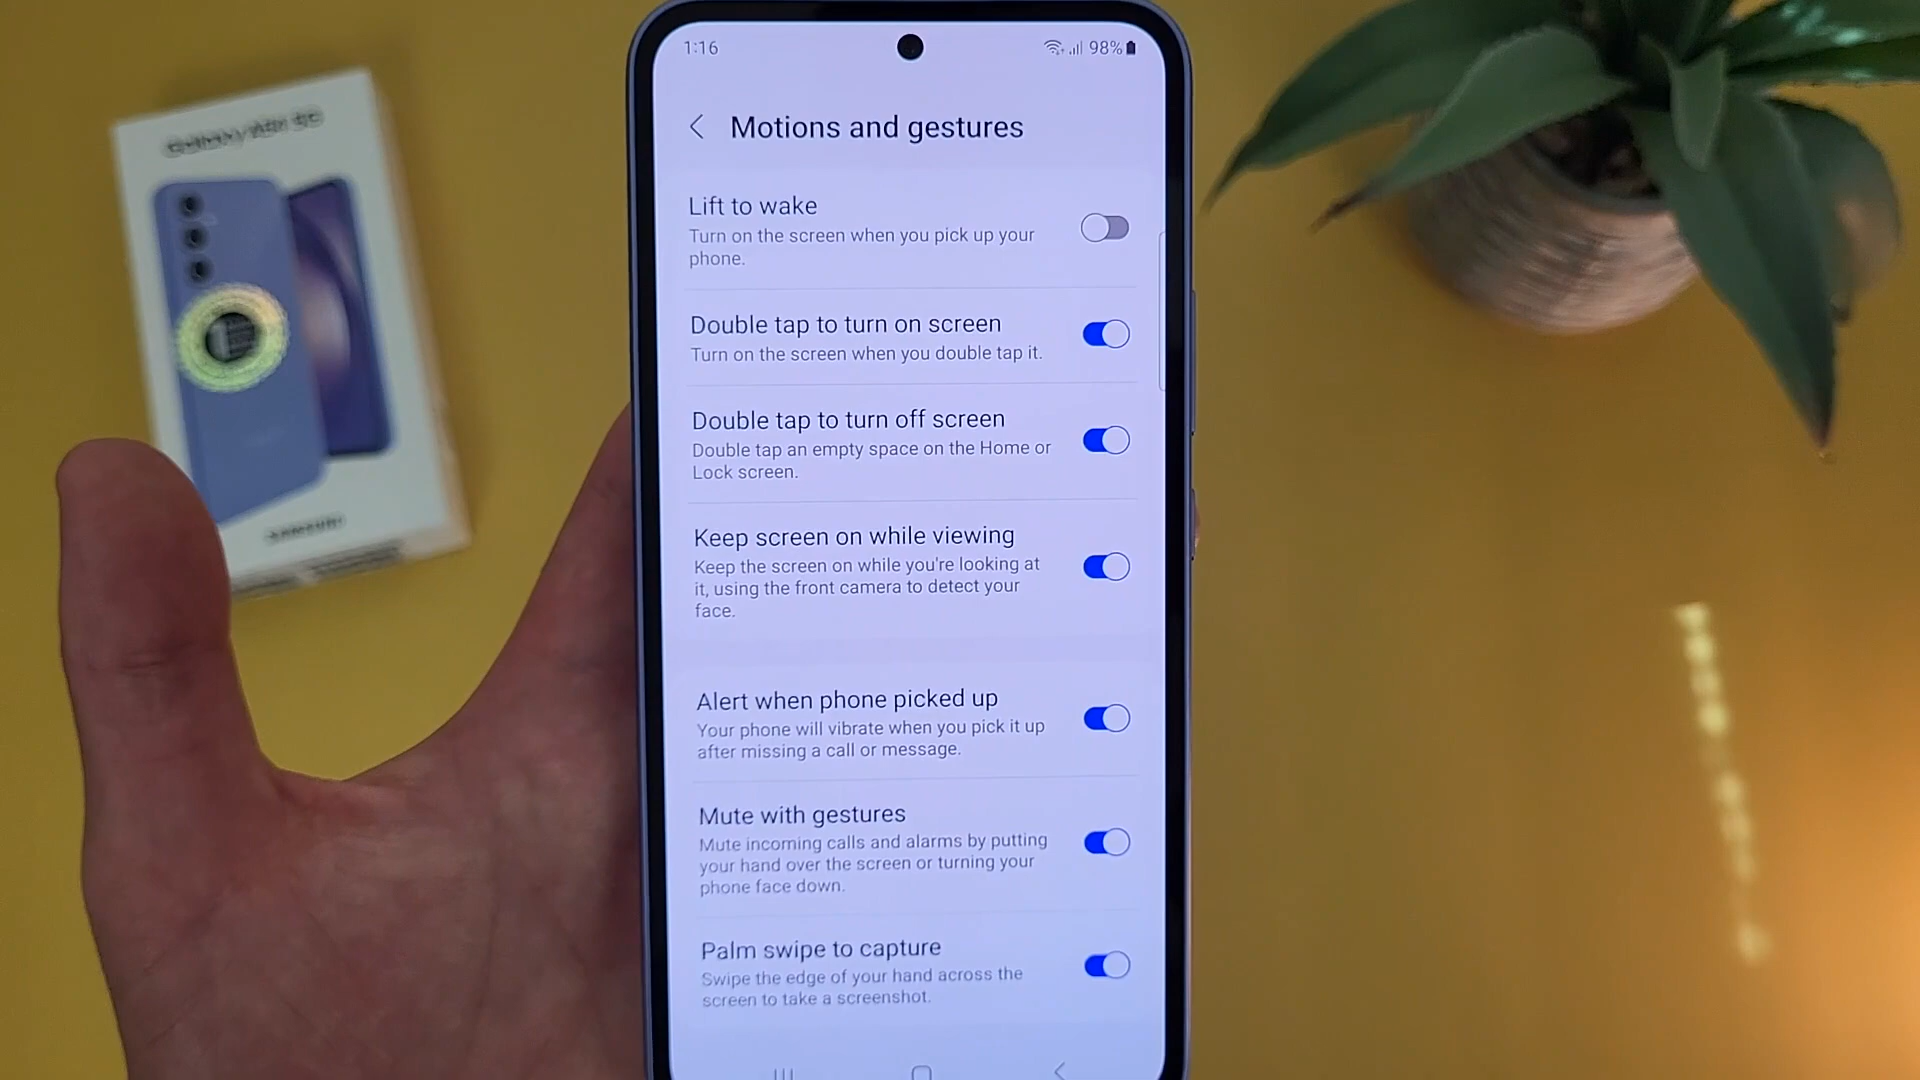 1:16
98%
Motions and gestures
Lift to wake
Turn on the screen when you pick up your
phone.
Double tap to turn on screen
Turn on the screen when you double tap it.
Double tap to turn off screen
Double tap an empty space on the Home or
Lock screen.
Keep screen on while viewing
Keep the screen on while you're looking at
it, using the front camera to detect your
face.
Alert when phone picked up
Your phone will vibrate when you pick it up
after missing a call or message.
Mute with gestures
Mute incoming calls and alarms by putting
your hand over the screen or turning your
phone face down.
Palm swipe to capture
Swipe the edge of your hand across the
screen to take a screenshot.
Galaxy
SAMSUNG